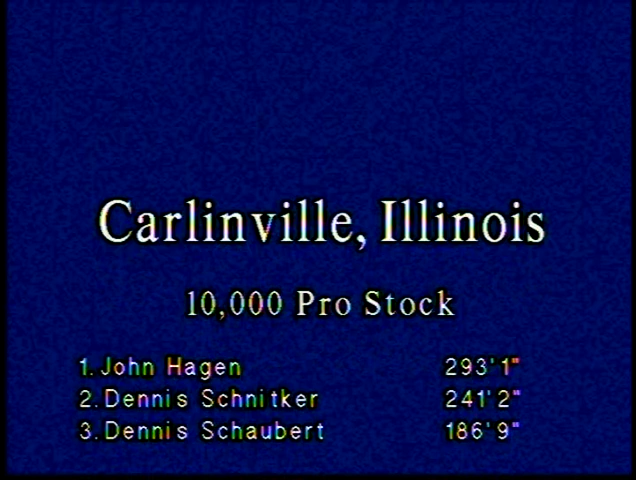 Carlinville, Illinois
10,000 Pro Stock
1. John Hagen 293'1"
2. Dennis Schnitker 241'2"
3. Dennis Schaubert 186'9"